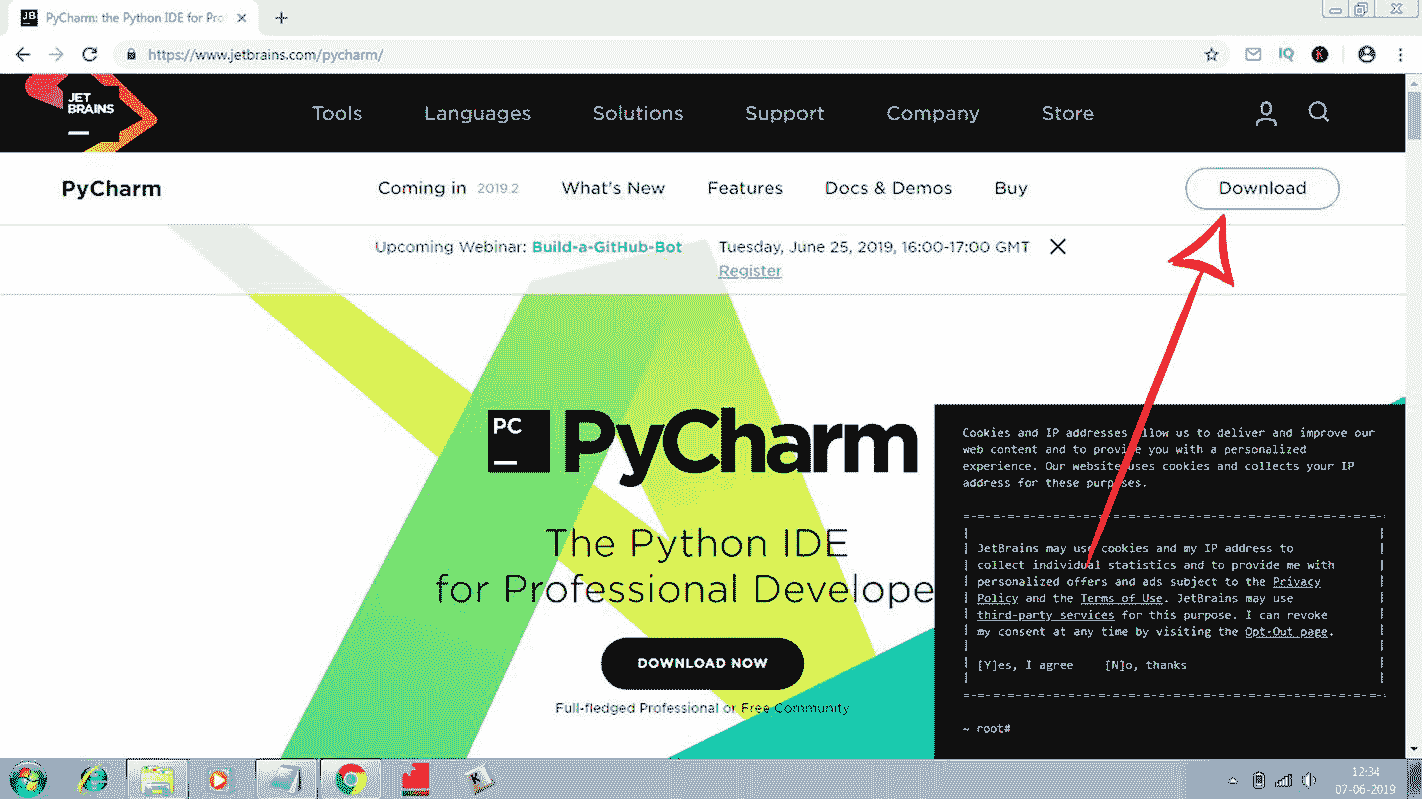 JB PyCharm: the Python IDE for Pro
https://www.jetbrains.com/pycharm/
IQ
K
JET
BRAINS
Tools Languages Solutions Support Company Store
PyCharm Coming in 2019.2 What's New Features Docs & Demos Buy Download
Upcoming Webinar: Build-a-GitHub-Bot Tuesday, June 25, 2019, 16:00-17:00 GMT
Register
PC PyCharm
The Python IDE
for Professional Develope
DOWNLOAD NOW
Full-fledged Professional or Free Community
Cookies and IP addresses allow us to deliver and improve our
web content and to provide you with a personalized
experience. Our website uses cookies and collects your IP
address for these purposes.
JetBrains may use cookies and my IP address to
collect individual statistics and to provide me with
personalized offers and ads subject to the Privacy
Policy and the Terms of Use. JetBrains may use
third-party services for this purpose. I can revoke
my consent at any time by visiting the Opt-Out page.
[Y]es, I agree [N]o, thanks
~ root#
K
12:34
07-06-2019